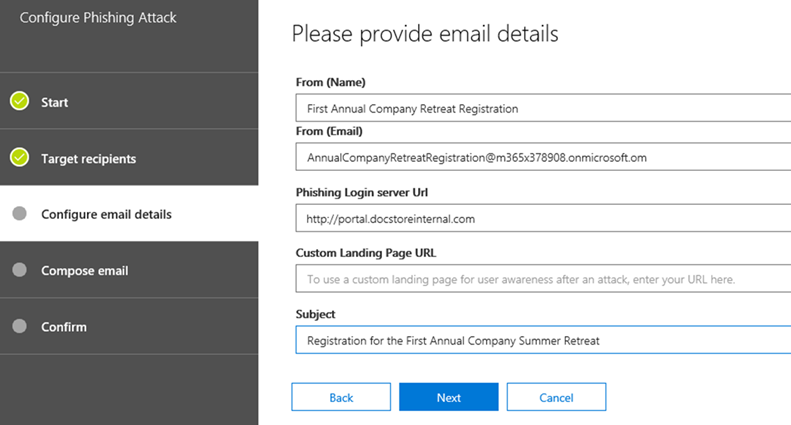 Configure Phishing Attack
Start
Target recipients
Configure email details
Compose email
Confirm
Please provide email details
From (Name)
First Annual Company Retreat Registration
From (Email)
AnnualCompanyRetreatRegistration@m365x378908.onmicrosoft.om
Phishing Login server Url
http://portal.docstoreinternal.com
Custom Landing Page URL
To use a custom landing page for user awareness after an attack, enter your URL here.
Subject
Registration for the First Annual Company Summer Retreat
Back
Next
Cancel